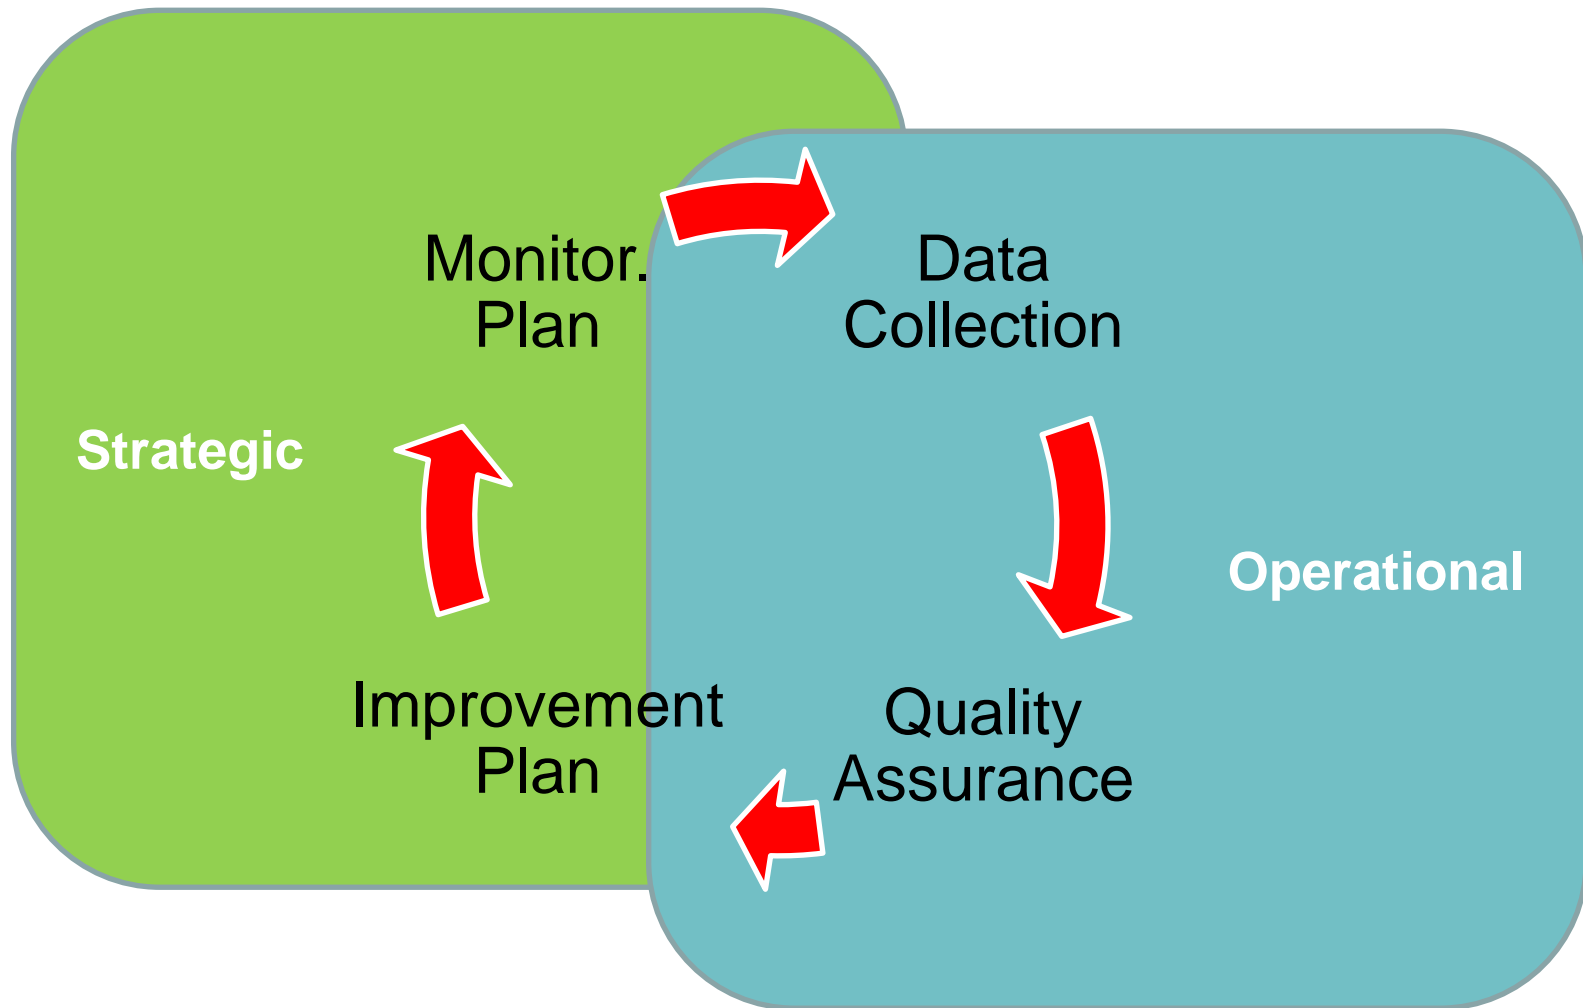 Monitor.
Plan
Data
Collection
Strategic
Operational
Improvement
Plan
Quality
Assurance